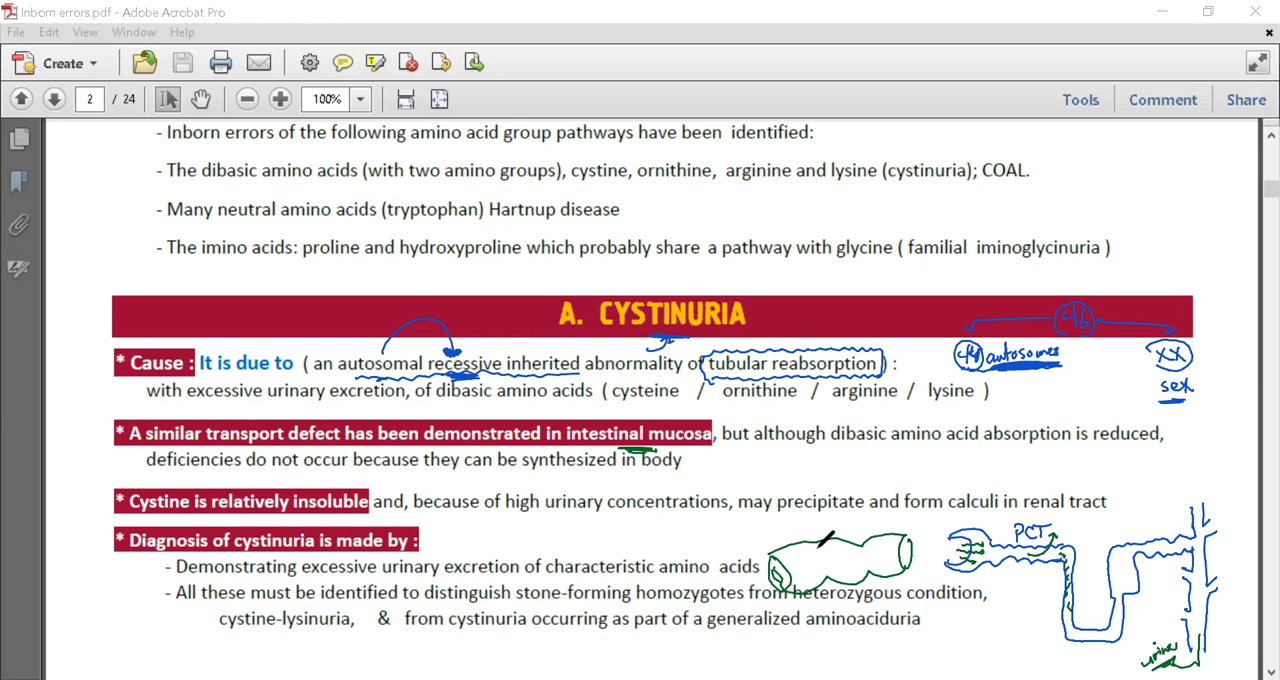 Inborn errors.pdf - Adobe Acrobat Pro
File Edit View Window Help
Create
2 / 24 100% Tools Comment Share
- Inborn errors of the following amino acid group pathways have been identified:
- The dibasic amino acids (with two amino groups), cystine, ornithine, arginine and lysine (cystinuria); COAL.
- Many neutral amino acids (tryptophan) Hartnup disease
- The imino acids: proline and hydroxyproline which probably share a pathway with glycine ( familial iminoglycinuria )
A. CYSTINURIA
46
* Cause : It is due to ( an autosomal recessive inherited abnormality of tubular reabsorption ) :
44 autosomes
XX
sex
with excessive urinary excretion, of dibasic amino acids ( cysteine / ornithine / arginine / lysine )
* A similar transport defect has been demonstrated in intestinal mucosa, but although dibasic amino acid absorption is reduced,
deficiencies do not occur because they can be synthesized in body
* Cystine is relatively insoluble and, because of high urinary concentrations, may precipitate and form calculi in renal tract
* Diagnosis of cystinuria is made by :
PCT
- Demonstrating excessive urinary excretion of characteristic amino acids
- All these must be identified to distinguish stone-forming homozygotes from heterozygous condition,
cystine-lysinuria, & from cystinuria occurring as part of a generalized aminoaciduria
urine